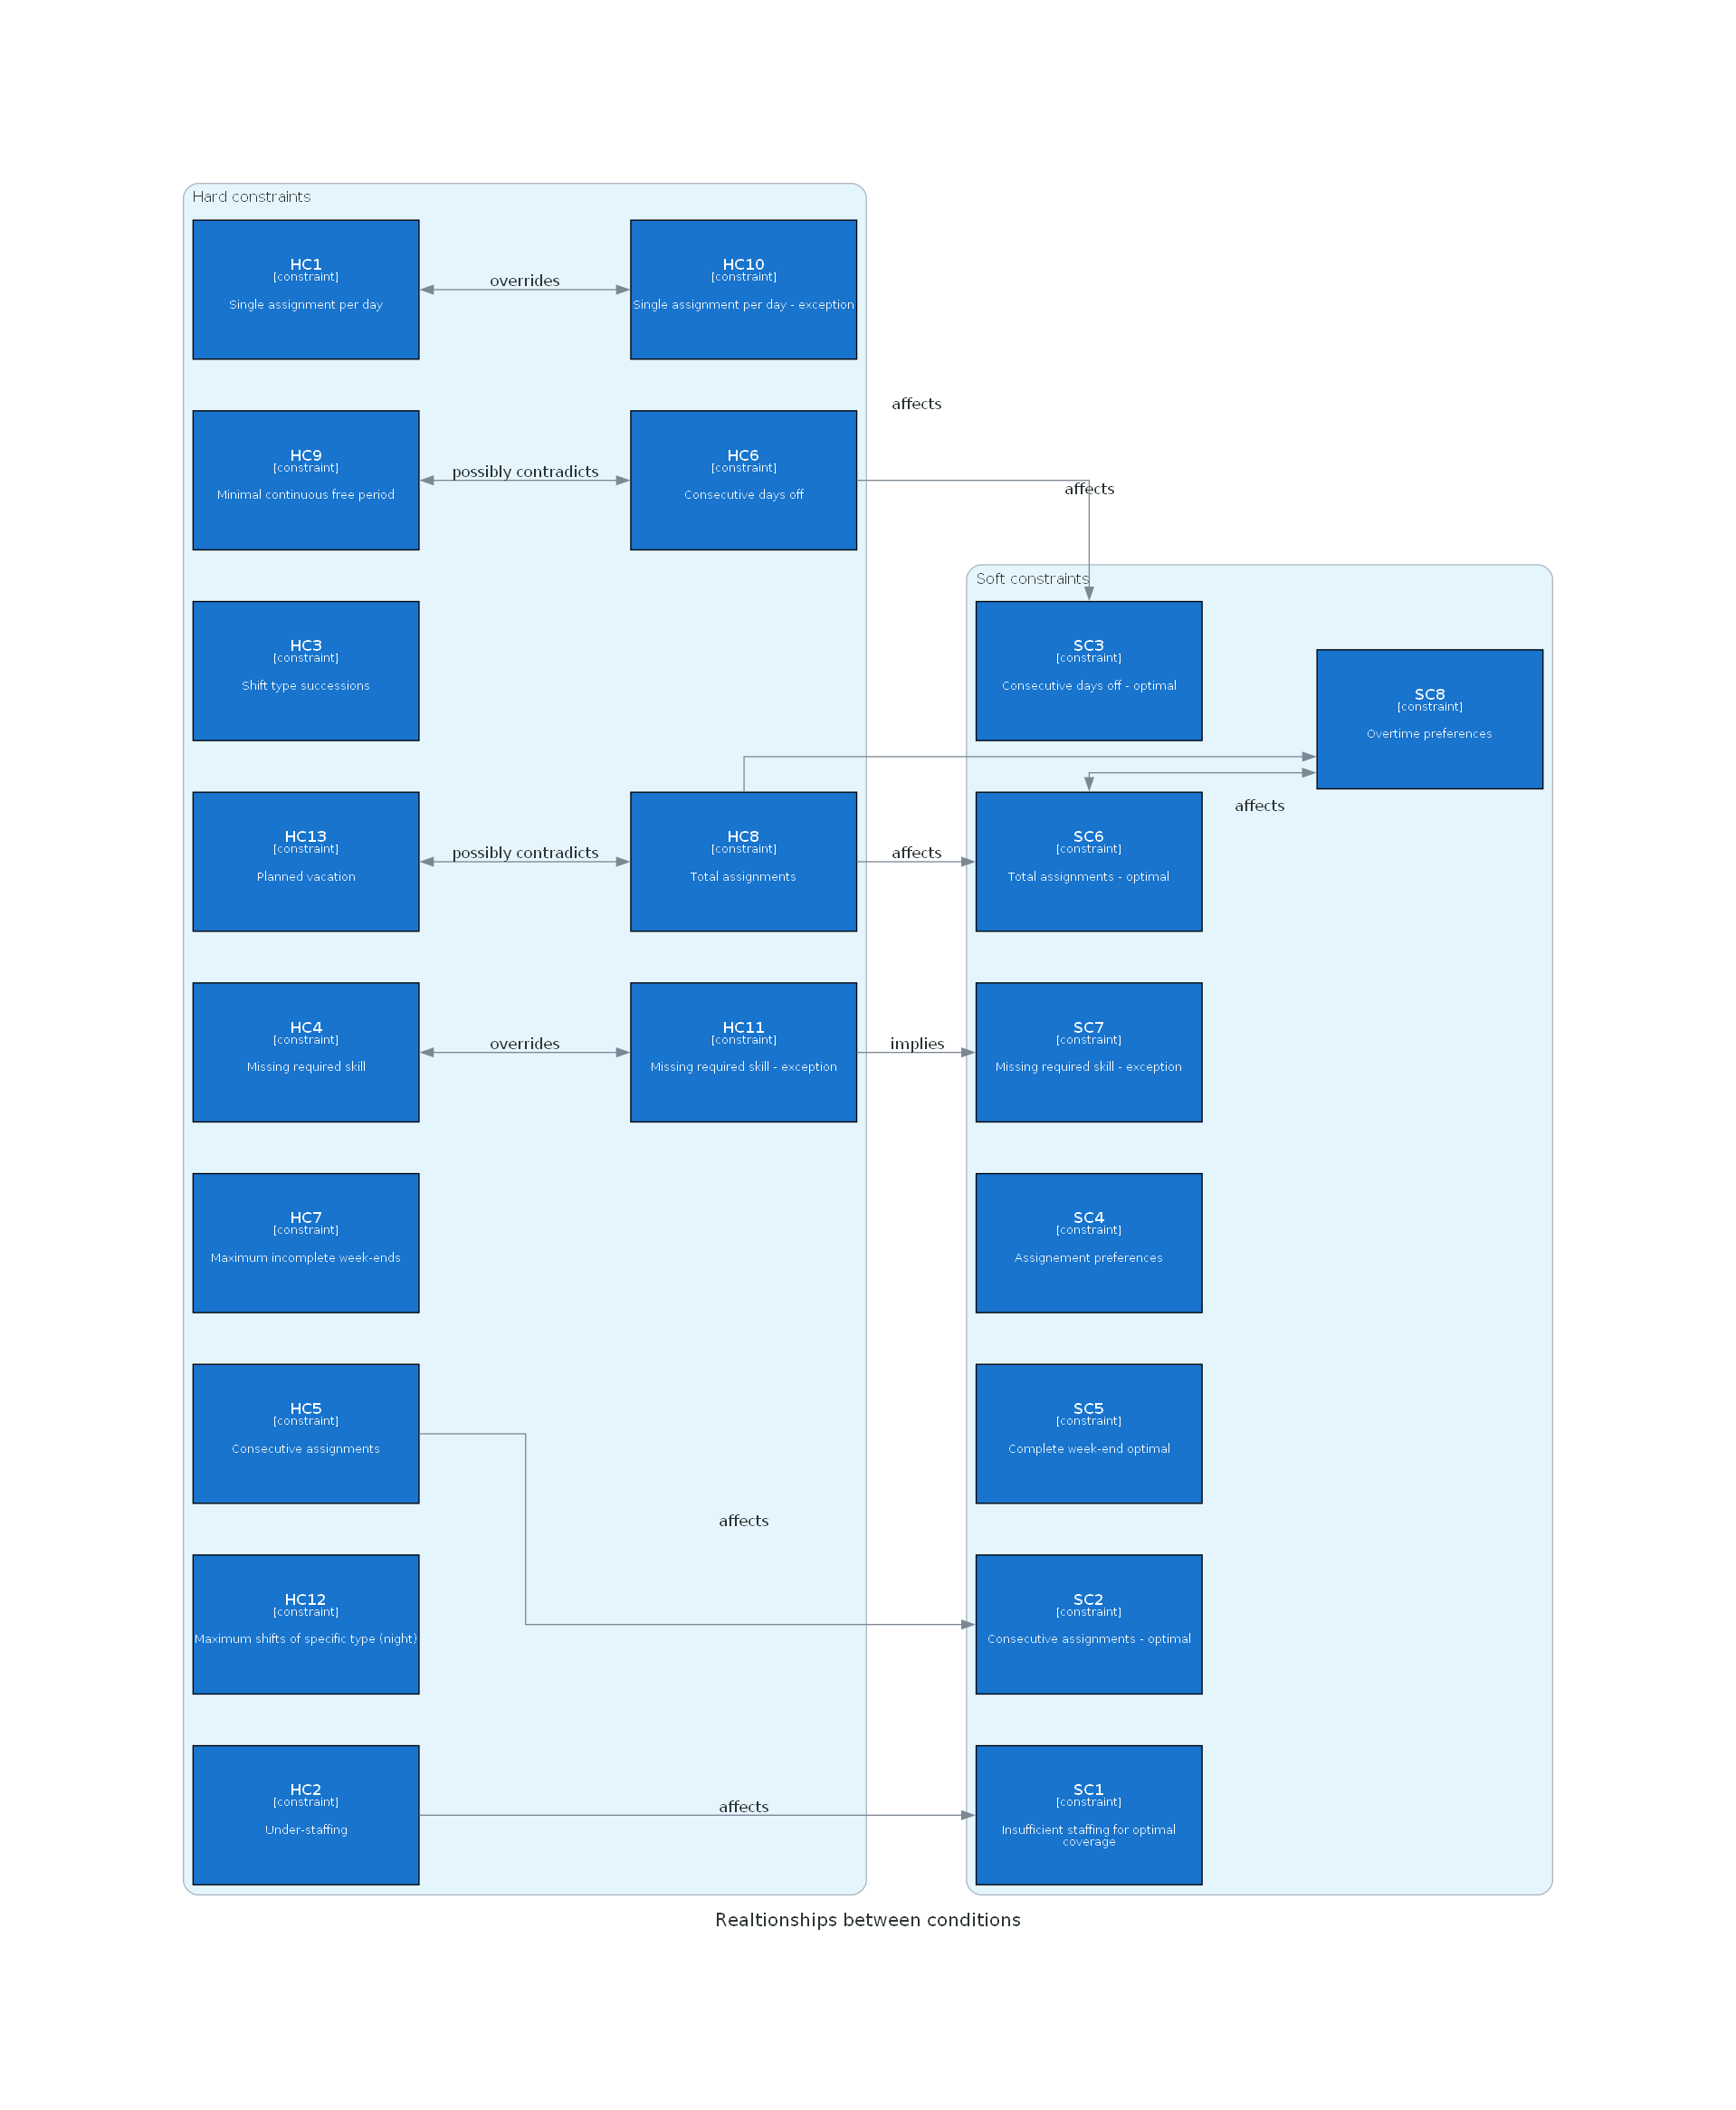 Hard constraints
HC1
[constraint]
Single assignment per day
overrides
HC10
[constraint]
Single assignment per day - exception
affects
HC9
[constraint]
Minimal continuous free period
possibly contradicts
HC6
[constraint]
Consecutive days off
affects
Soft constraints
HC3
[constraint]
Shift type successions
SC3
[constraint]
Consecutive days off - optimal
SC8
[constraint]
Overtime preferences
affects
HC13
[constraint]
Planned vacation
possibly contradicts
HC8
[constraint]
Total assignments
affects
SC6
[constraint]
Total assignments - optimal
HC4
[constraint]
Missing required skill
overrides
HC11
[constraint]
Missing required skill - exception
implies
SC7
[constraint]
Missing required skill - exception
HC7
[constraint]
Maximum incomplete week-ends
SC4
[constraint]
Assignement preferences
HC5
[constraint]
Consecutive assignments
SC5
[constraint]
Complete week-end optimal
affects
HC12
[constraint]
Maximum shifts of specific type (night)
SC2
[constraint]
Consecutive assignments - optimal
HC2
[constraint]
Under-staffing
affects
SC1
[constraint]
Insufficient staffing for optimal
coverage
Realtionships between conditions